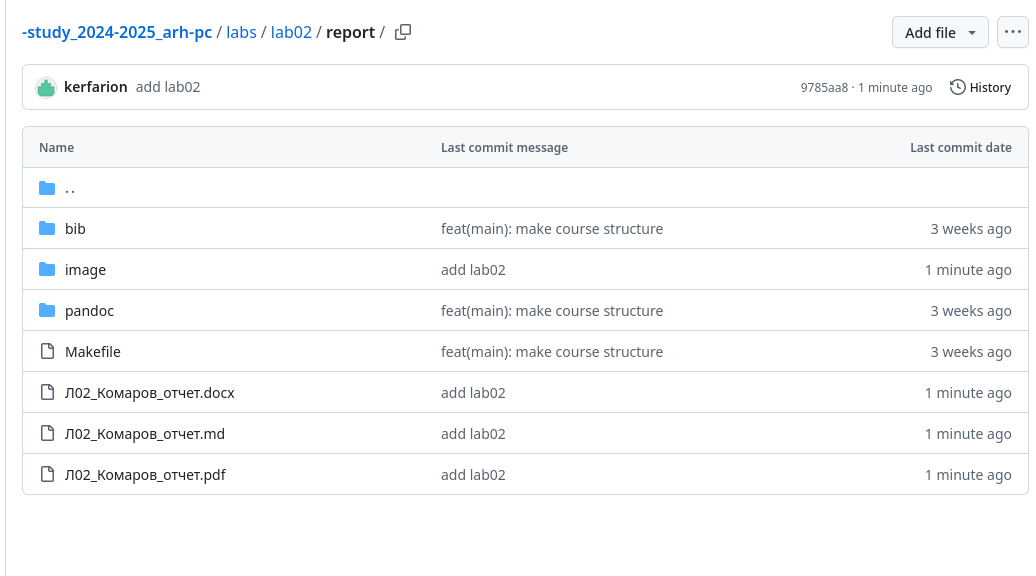 -study_2024-2025_arh-pc / labs / lab02 / report /
Add file
kerfarion add lab02
9785aa8 · 1 minute ago
History
Name Last commit message Last commit date
..
bib feat(main): make course structure 3 weeks ago
image add lab02 1 minute ago
pandoc feat(main): make course structure 3 weeks ago
Makefile feat(main): make course structure 3 weeks ago
Л02_Комаров_отчет.docx add lab02 1 minute ago
Л02_Комаров_отчет.md add lab02 1 minute ago
Л02_Комаров_отчет.pdf add lab02 1 minute ago